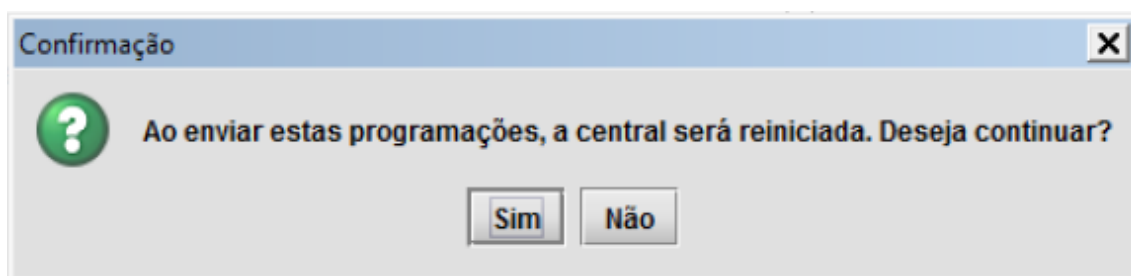 Confirmação
Ao enviar estas programações, a central será reiniciada. Deseja continuar?
Sim Não